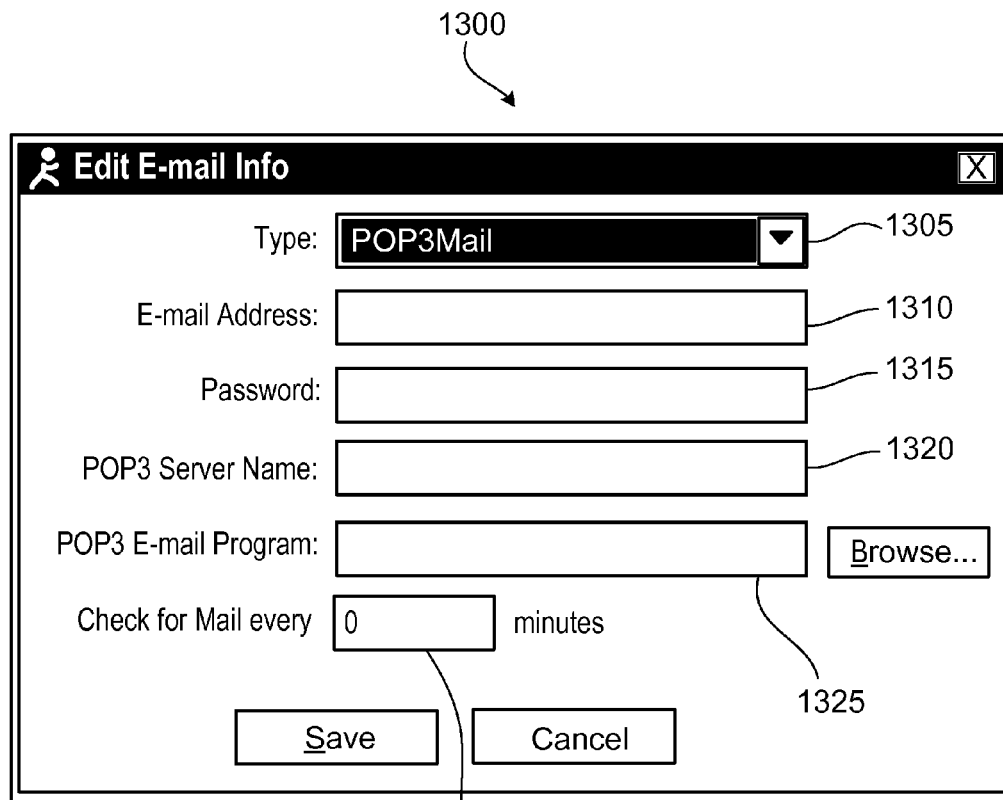 1300
Edit E-mail Info X
Type: POP3Mail 1305
E-mail Address: 1310
Password: 1315
POP3 Server Name: 1320
POP3 E-mail Program: Browse...
1325
Check for Mail every 0 minutes
Save Cancel